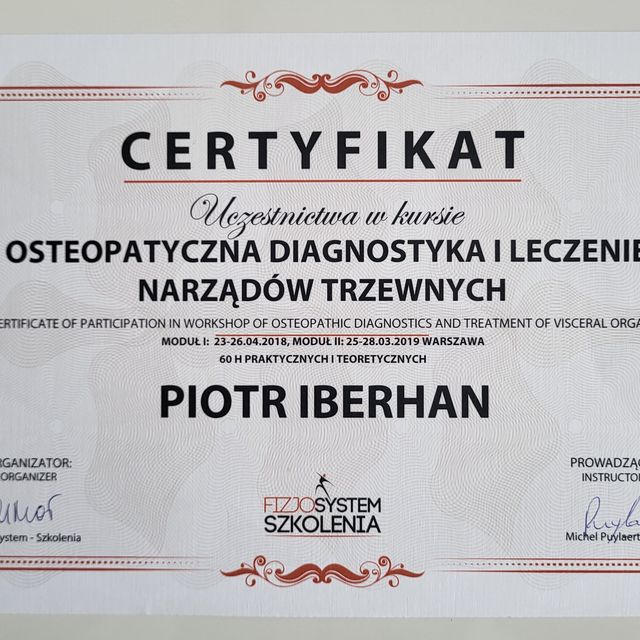 CERTYFIKAT
Uczestnictwa w kursie
OSTEOPATYCZNA DIAGNOSTYKA I LECZENIE
NARZĄDÓW TRZEWNYCH
ERTIFICATE OF PARTICIPATION IN WORKSHOP OF OSTEOPATHIC DIAGNOSTICS AND TREATMENT OF VISCERAL ORGA
MODUŁ I: 23-26.04.2018, MODUŁ II: 25-28.03.2019 WARSZAWA
60 H PRAKTYCZNYCH I TEORETYCZNYCH
PIOTR IBERHAN
RGANIZATOR:
ORGANIZER
ystem - Szkolenia
FIZJOSYSTEM
SZKOLENIA
PROWADZĄC
INSTRUCTOR
Michel Puylaert